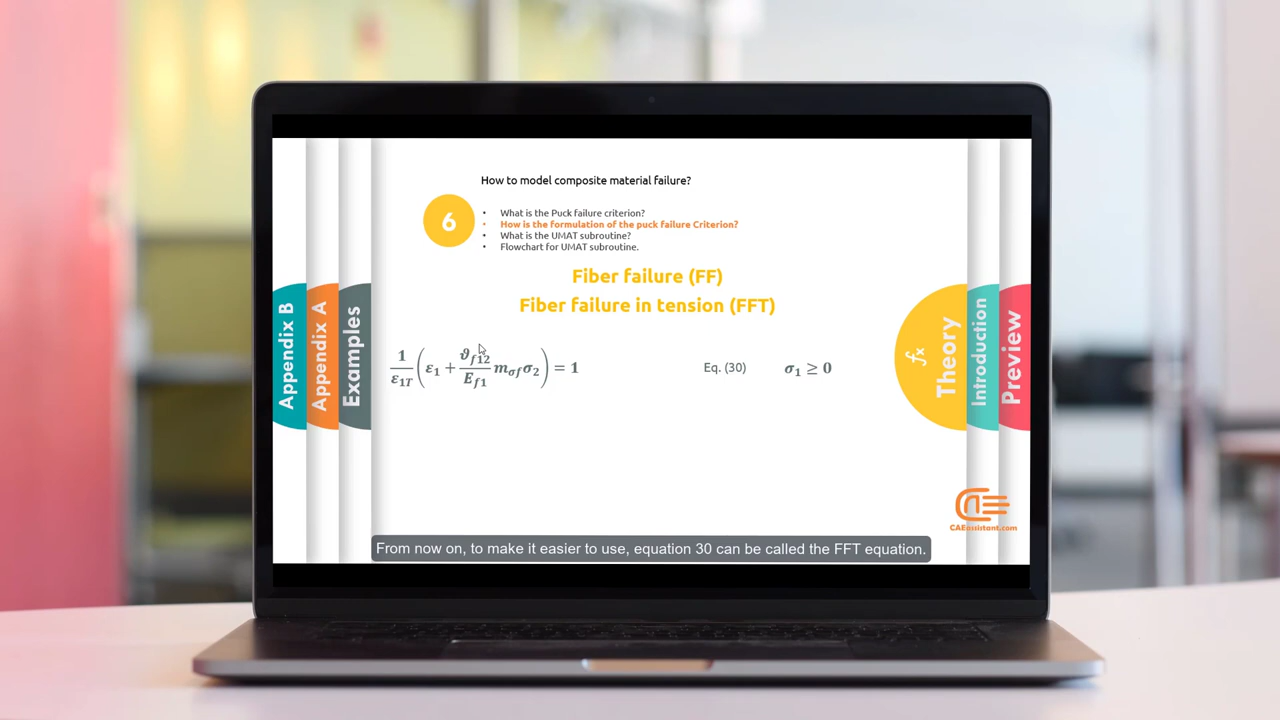 How to model composite material failure?
6
• What is the Puck failure criterion?
• How is the formulation of the puck failure Criterion?
• What is the UMAT subroutine?
• Flowchart for UMAT subroutine.
Fiber failure (FF)
Fiber failure in tension (FFT)
1/ε₁T (ε₁ + ϑf12/Ef1 mσf σ₂) = 1 Eq. (30) σ₁ ≥ 0
Appendix B
Appendix A
Examples
fx
Theory
Introduction
Preview
CAEassistant.com
From now on, to make it easier to use, equation 30 can be called the FFT equation.